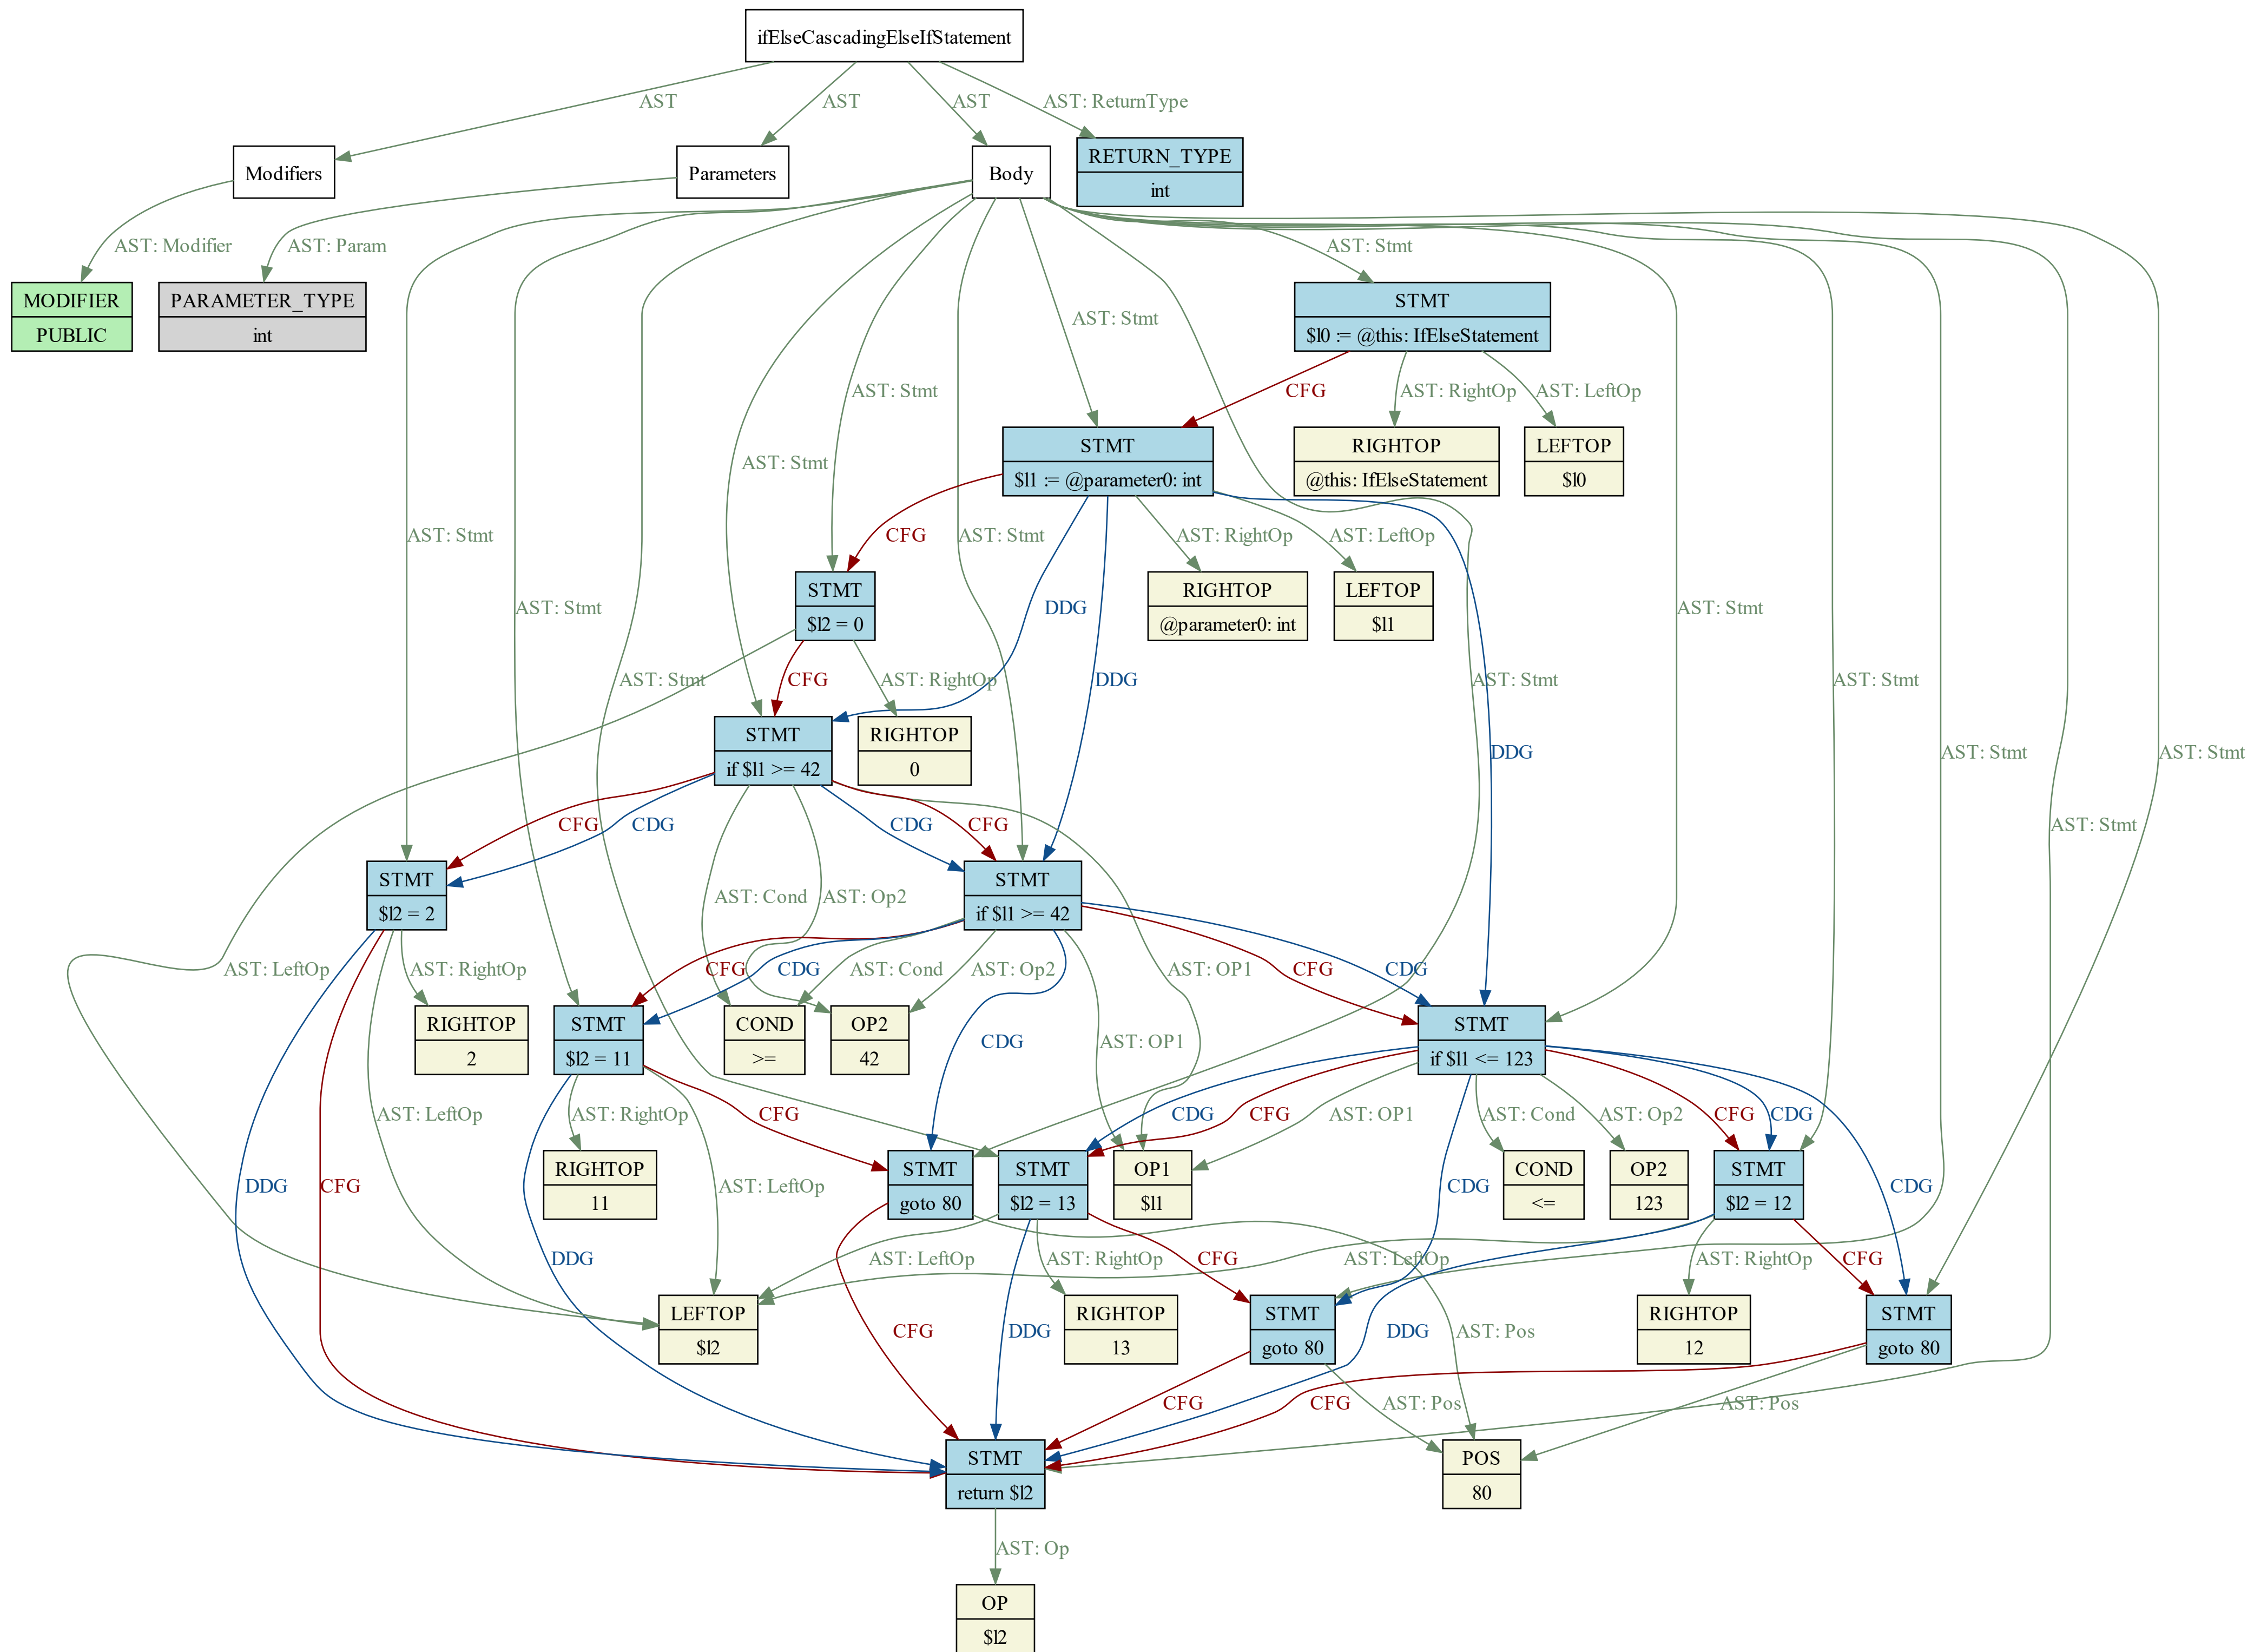 ifElseCascadingElseIfStatement
AST
AST
AST
AST: ReturnType
Modifiers
Parameters
Body
RETURN_TYPE
int
AST: Modifier
AST: Param
AST: Stmt
MODIFIER
PUBLIC
PARAMETER_TYPE
int
STMT
$l0 := @this: IfElseStatement
AST: Stmt
AST: Stmt
CFG
AST: RightOp
AST: LeftOp
AST: Stmt
STMT
$l1 := @parameter0: int
RIGHTOP
@this: IfElseStatement
LEFTOP
$l0
AST: Stmt
AST: Stmt
CFG
AST: RightOp
AST: LeftOp
AST: Stmt
STMT
$l2 = 0
DDG
RIGHTOP
@parameter0: int
LEFTOP
$l1
AST: Stmt
AST: Stmt
CFG
AST: RightOp
DDG
AST: Stmt
AST: Stmt
STMT
if $l1 >= 42
RIGHTOP
0
DDG
AST: Stmt
AST: Stmt
CFG
CDG
CDG
CFG
AST: Stmt
STMT
$l2 = 2
AST: Cond
AST: Op2
STMT
if $l1 >= 42
AST: LeftOp
AST: RightOp
CFG
CDG
AST: Cond
AST: Op2
AST: OP1
CFG
CDG
RIGHTOP
2
STMT
$l2 = 11
COND
>=
OP2
42
CDG
AST: OP1
STMT
if $l1 <= 123
AST: LeftOp
AST: RightOp
CFG
CDG
CFG
AST: OP1
AST: Cond
AST: Op2
CFG
CDG
DDG
CFG
RIGHTOP
11
AST: LeftOp
STMT
goto 80
STMT
$l2 = 13
OP1
$l1
CDG
COND
<=
OP2
123
STMT
$l2 = 12
CDG
DDG
AST: LeftOp
AST: RightOp
CFG
AST: LeftOp
AST: RightOp
CFG
LEFTOP
$l2
CFG
DDG
RIGHTOP
13
STMT
goto 80
DDG
AST: Pos
RIGHTOP
12
STMT
goto 80
CFG
CFG
AST: Pos
AST: Pos
STMT
return $l2
POS
80
AST: Op
OP
$l2